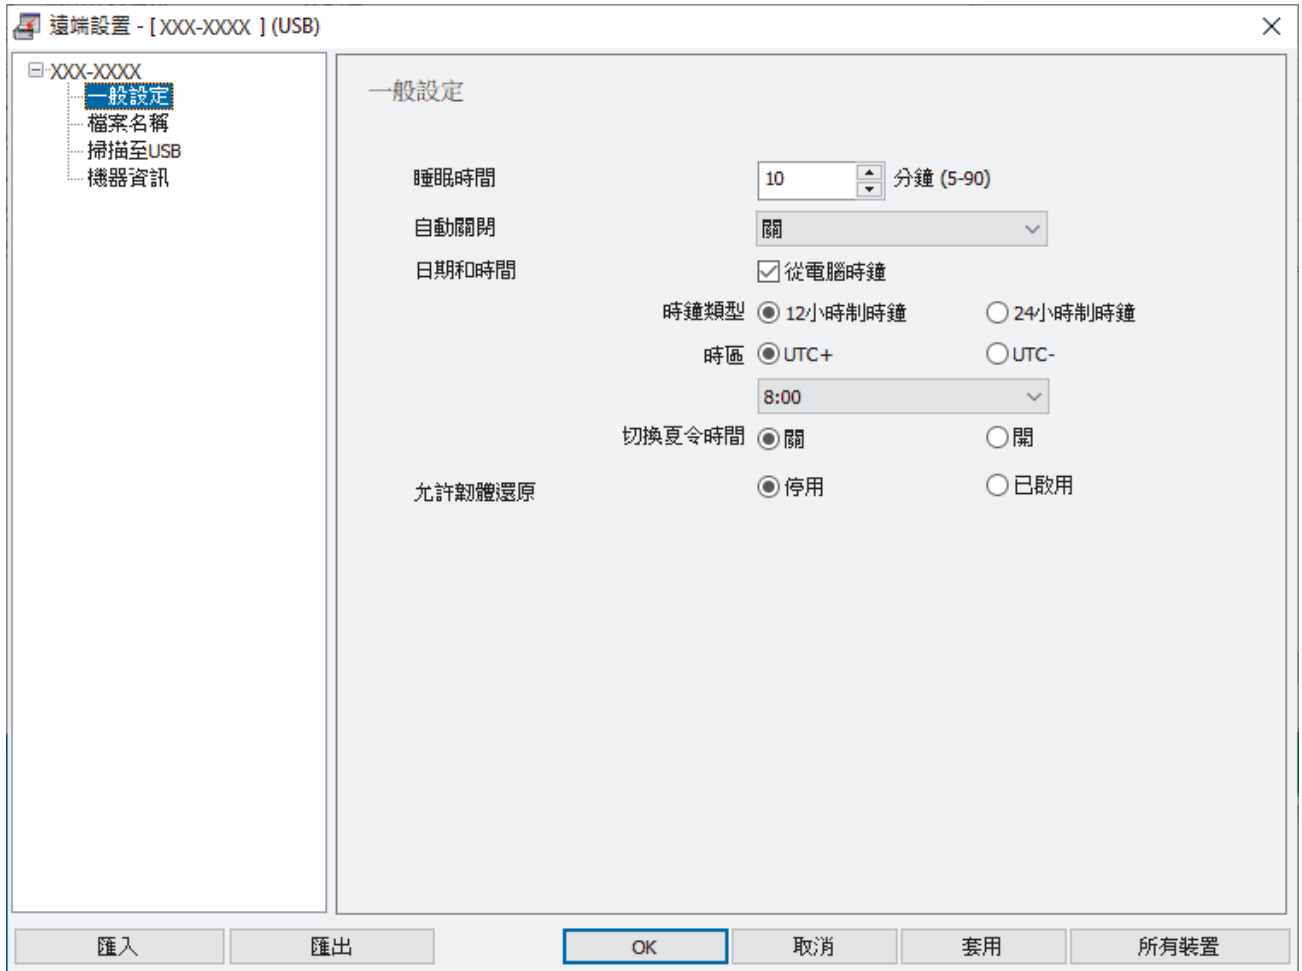 遠端設置 - [ XXX-XXXX ] (USB)
XXX-XXXX
一般設定
檔案名稱
掃描至USB
機器資訊
一般設定
睡眠時間 10 分鐘 (5-90)
自動關閉 關
日期和時間 從電腦時鐘
時鐘類型 12小時制時鐘 24小時制時鐘
時區 UTC+ UTC-
8:00
切換夏令時間 關 開
允許韌體還原 停用 已啟用
匯入 匯出 OK 取消 套用 所有裝置